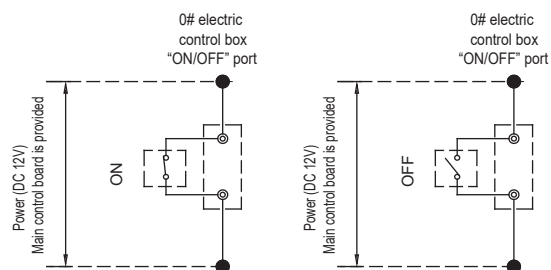 0# electric
control box
“ON/OFF” port
Power (DC 12V)
Main control board is provided
ON
0# electric
control box
“ON/OFF” port
Power (DC 12V)
Main control board is provided
OFF